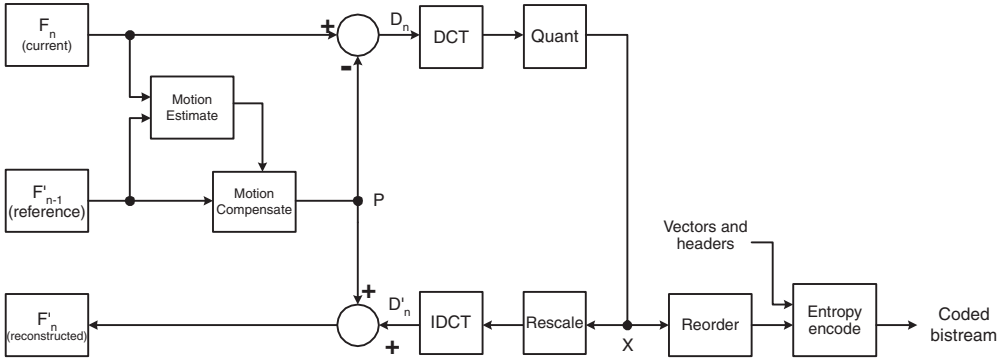 F
n
(current)
+
D
n
DCT
Quant
-
Motion
Estimate
F'
n-1
(reference)
Motion
Compensate
P
Vectors and
headers
+
D'
n
+
F'
n
(reconstructed)
IDCT
Rescale
X
Reorder
Entropy
encode
Coded
bistream